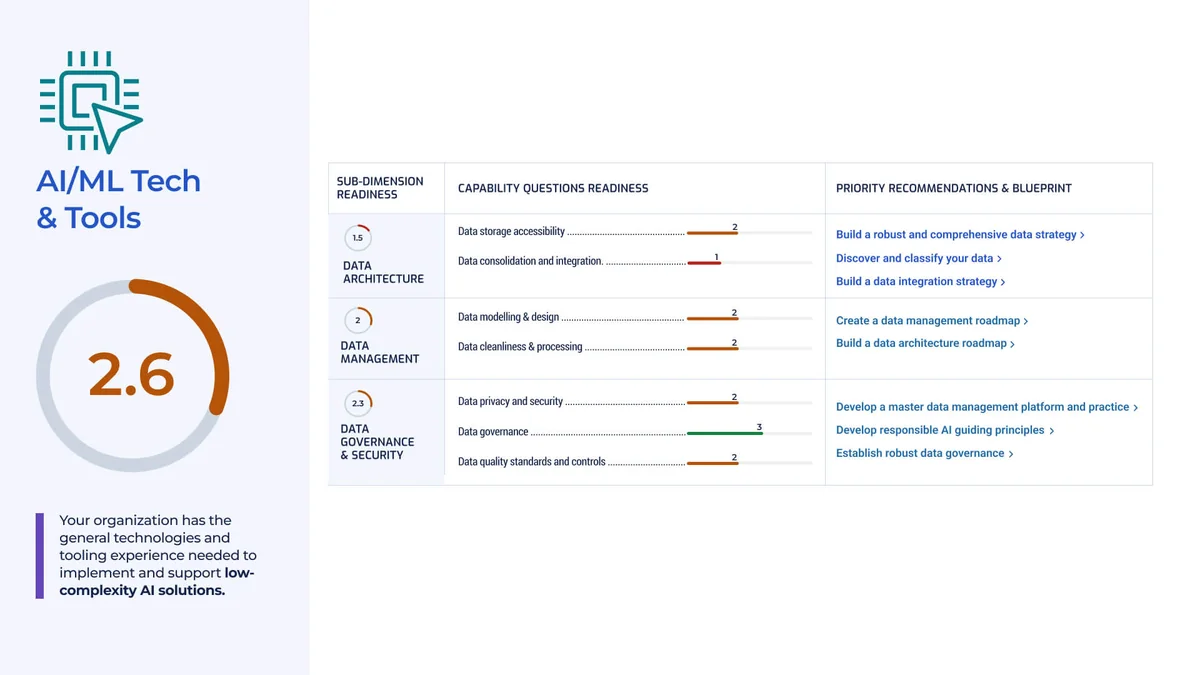 AI/ML Tech
& Tools
2.6
Your organization has the
general technologies and
tooling experience needed to
implement and support low-
complexity AI solutions.
SUB-DIMENSION
READINESS
CAPABILITY QUESTIONS READINESS
PRIORITY RECOMMENDATIONS & BLUEPRINT
1.5
DATA
ARCHITECTURE
Data storage accessibility ........................................... 2
Data consolidation and integration. ............................. 1
Build a robust and comprehensive data strategy >
Discover and classify your data >
Build a data integration strategy >
2
DATA
MANAGEMENT
Data modelling & design ............................................. 2
Data cleanliness & processing .................................... 2
Create a data management roadmap >
Build a data architecture roadmap >
2.3
DATA
GOVERNANCE
& SECURITY
Data privacy and security ........................................... 2
Data governance ......................................................... 3
Data quality standards and controls ............................ 2
Develop a master data management platform and practice >
Develop responsible AI guiding principles >
Establish robust data governance >